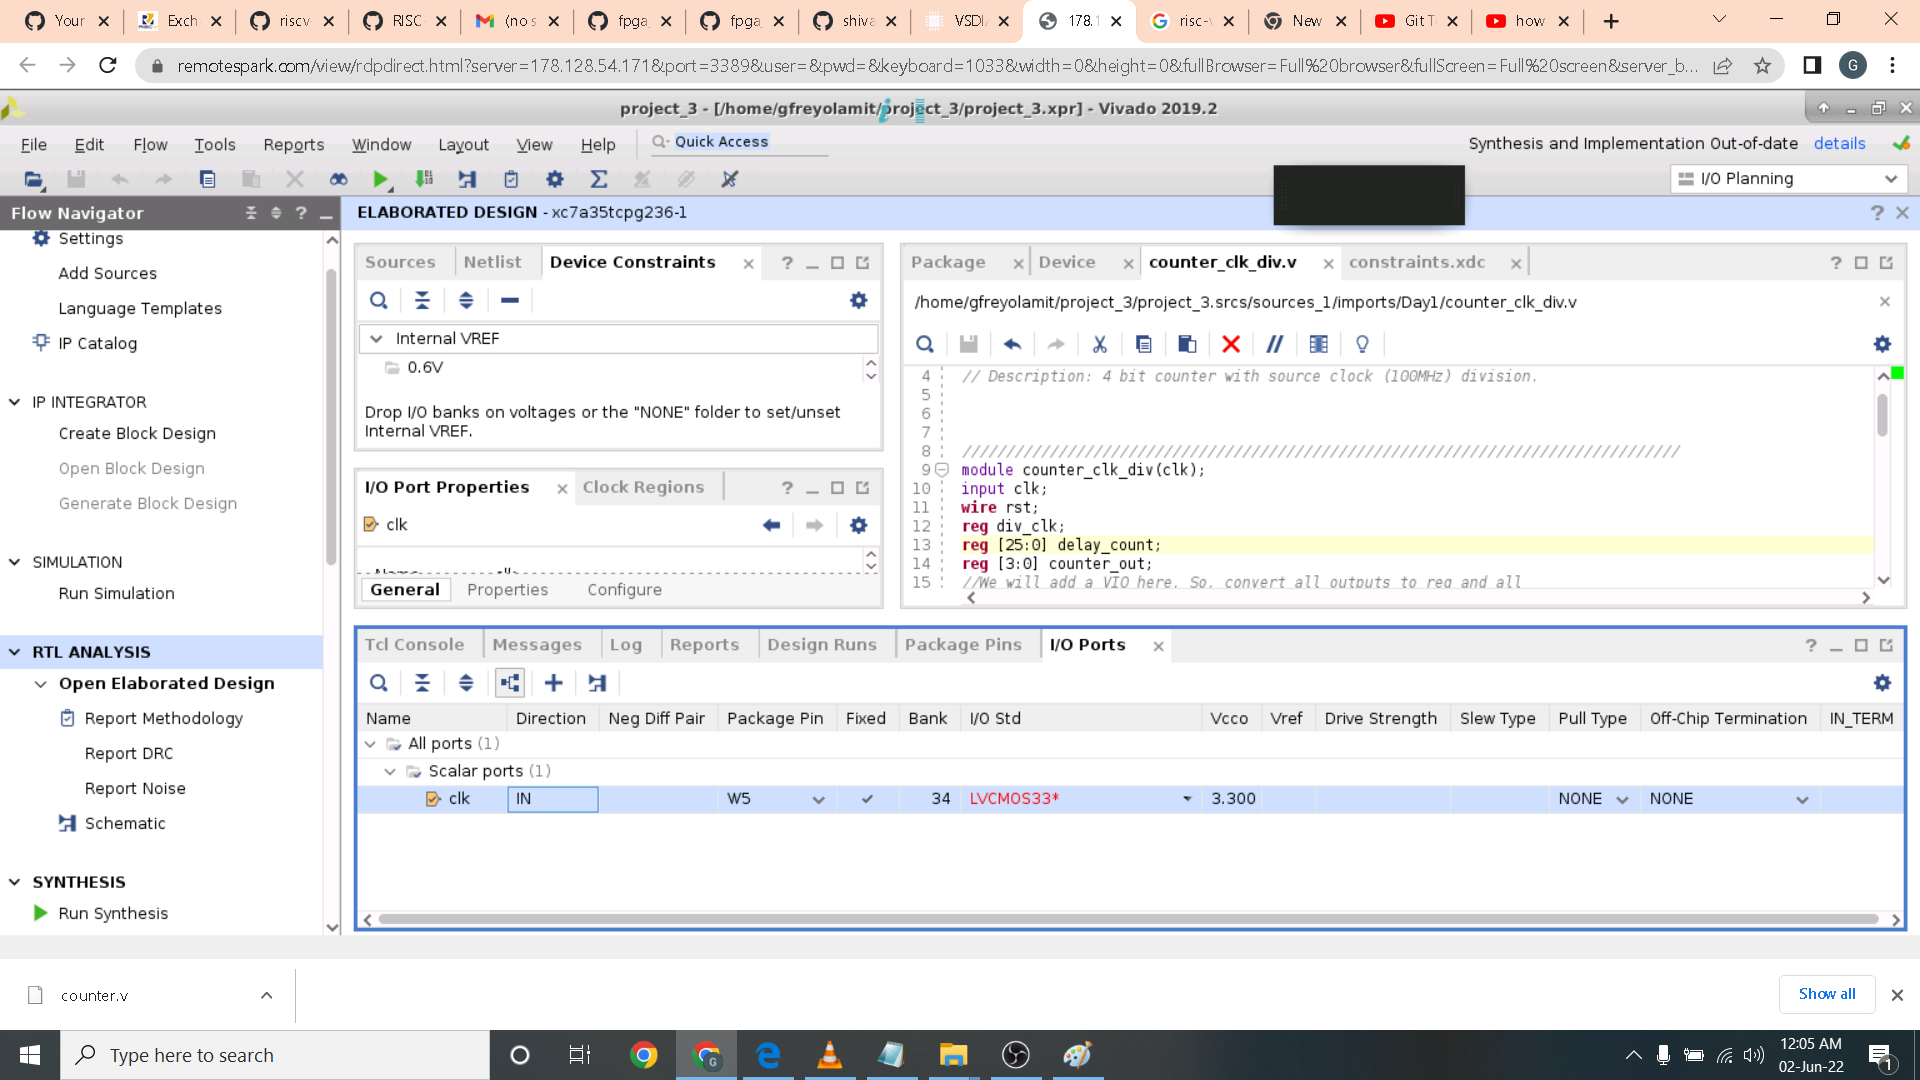 Your
Exch
riscv
RISC
(no s
fpga_
fpga_
shiva
VSDI
178.1
risc-v
New
Git T
how
remotespark.com/view/rdpdirect.html?server=178.128.54.171&port=3389&user=&pwd=&keyboard=1033&width=0&height=0&fullBrowser=Full%20browser&fullScreen=Full%20screen&server_b...
G
project_3 - [/home/gfreyolamit/project_3/project_3.xpr] - Vivado 2019.2
File Edit Flow Tools Reports Window Layout View Help
Quick Access
Synthesis and Implementation Out-of-date details
I/O Planning
Flow Navigator
Settings
Add Sources
Language Templates
IP Catalog
IP INTEGRATOR
Create Block Design
Open Block Design
Generate Block Design
SIMULATION
Run Simulation
RTL ANALYSIS
Open Elaborated Design
Report Methodology
Report DRC
Report Noise
Schematic
SYNTHESIS
Run Synthesis
ELABORATED DESIGN - xc7a35tcpg236-1
Sources Netlist Device Constraints
Internal VREF
0.6V
Drop I/O banks on voltages or the "NONE" folder to set/unset
Internal VREF.
I/O Port Properties Clock Regions
clk
Name: clk
General Properties Configure
Package Device counter_clk_div.v constraints.xdc
/home/gfreyolamit/project_3/project_3.srcs/sources_1/imports/Day1/counter_clk_div.v
4 // Description: 4 bit counter with source clock (100MHz) division.
5
6
7
8 ////////////////////////////////////////////////////////////////////////////////
9 module counter_clk_div(clk);
10 input clk;
11 wire rst;
12 reg div_clk;
13 reg [25:0] delay_count;
14 reg [3:0] counter_out;
15 //We will add a VIO here. So, convert all outputs to reg and all
Tcl Console Messages Log Reports Design Runs Package Pins I/O Ports
Name Direction Neg Diff Pair Package Pin Fixed Bank I/O Std Vcco Vref Drive Strength Slew Type Pull Type Off-Chip Termination IN_TERM
All ports (1)
Scalar ports (1)
clk IN W5 34 LVCMOS33* 3.300 NONE NONE
counter.v
Show all
Type here to search
12:05 AM
02-Jun-22
1